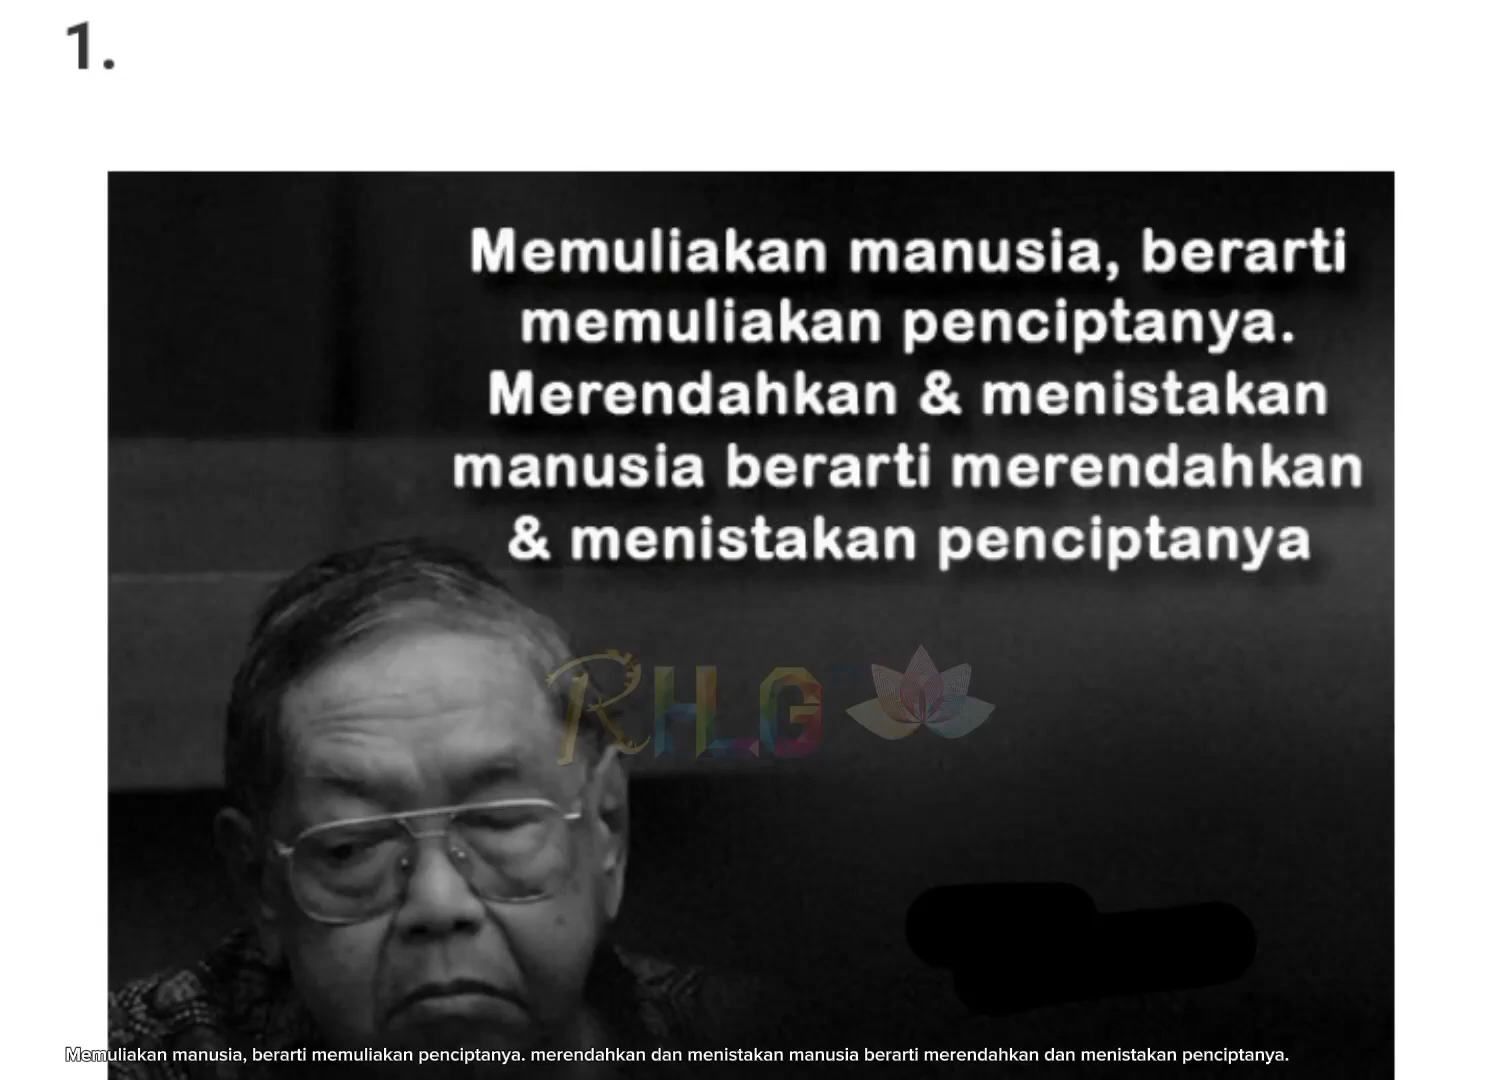 1.
Memuliakan manusia, berarti
memuliakan penciptanya.
Merendahkan & menistakan
manusia berarti merendahkan
& menistakan penciptanya
RHLG
Memuliakan manusia, berarti memuliakan penciptanya. merendahkan dan menistakan manusia berarti merendahkan dan menistakan penciptanya.